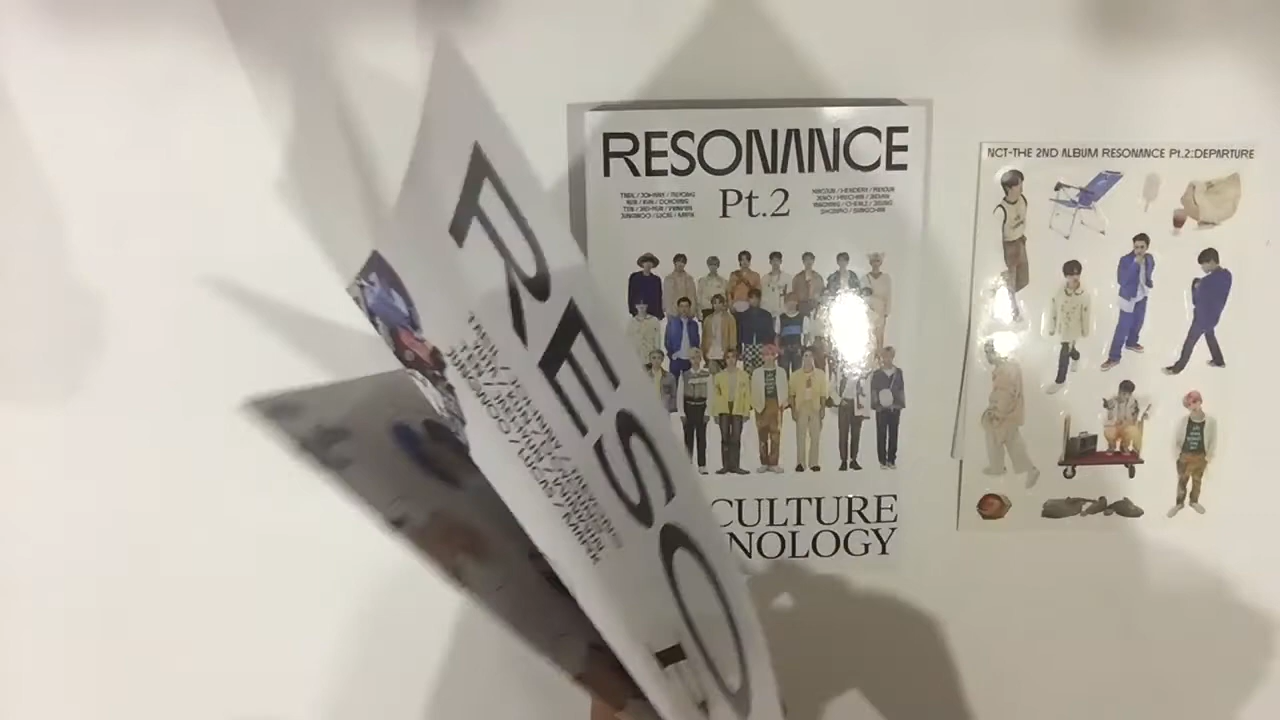 RESONANCE
Pt.2
TAEIL / JOHNNY / TAEYONG
YUTA / KUN / DOYOUNG
TEN / JAEHYUN / WINWIN
JUNGWOO / LUCAS / MARK
XIAOJUN / HENDERY / RENJUN
JENO / HAECHAN / JAEMIN
YANGYANG / CHENLE / JISUNG
SHOTARO / SUNGCHAN
CULTURE
NOLOGY
NCT-THE 2ND ALBUM RESONANCE Pt.2:DEPARTURE
RESO